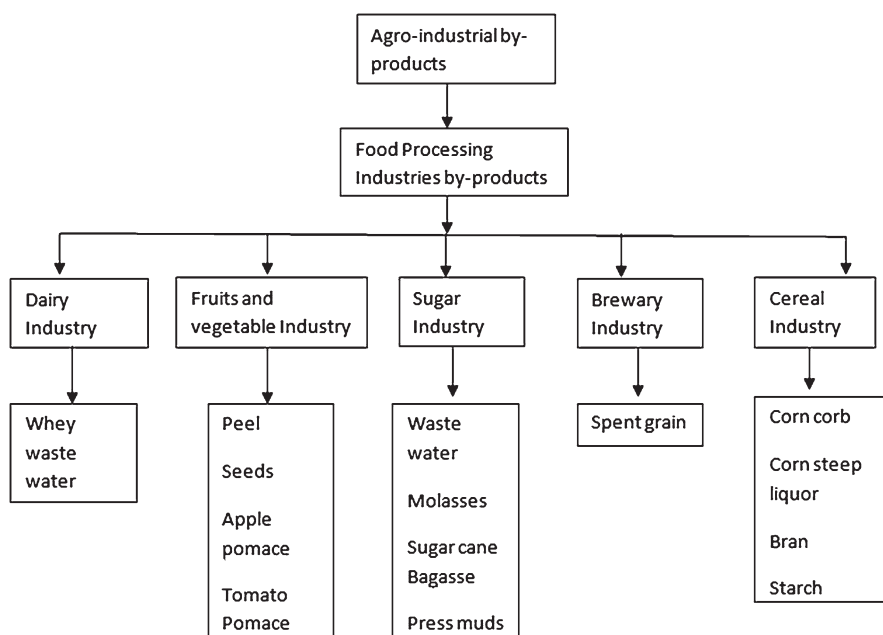 Agro-industrial by-
products
Food Processing
Industries by-products
Dairy
Industry
Fruits and
vegetable Industry
Sugar
Industry
Brewary
Industry
Cereal
Industry
Whey
waste
water
Peel
Seeds
Apple
pomace
Tomato
Pomace
Waste
water
Molasses
Sugar cane
Bagasse
Press muds
Spent grain
Corn corb
Corn steep
liquor
Bran
Starch